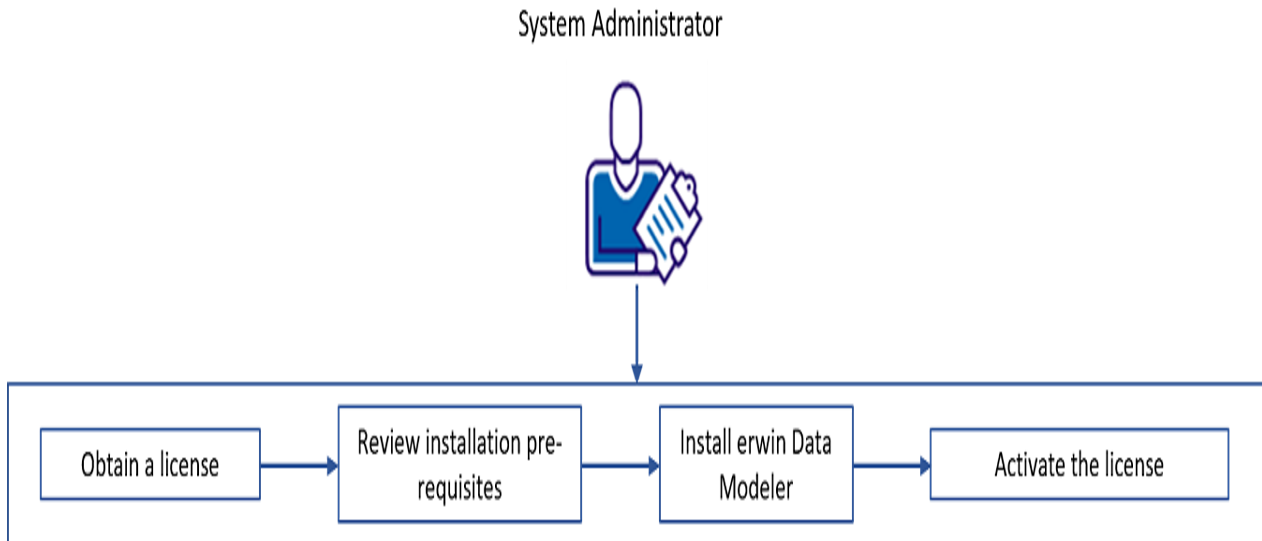 System Administrator
Obtain a license
Review installation pre-
requisites
Install erwin Data
Modeler
Activate the license